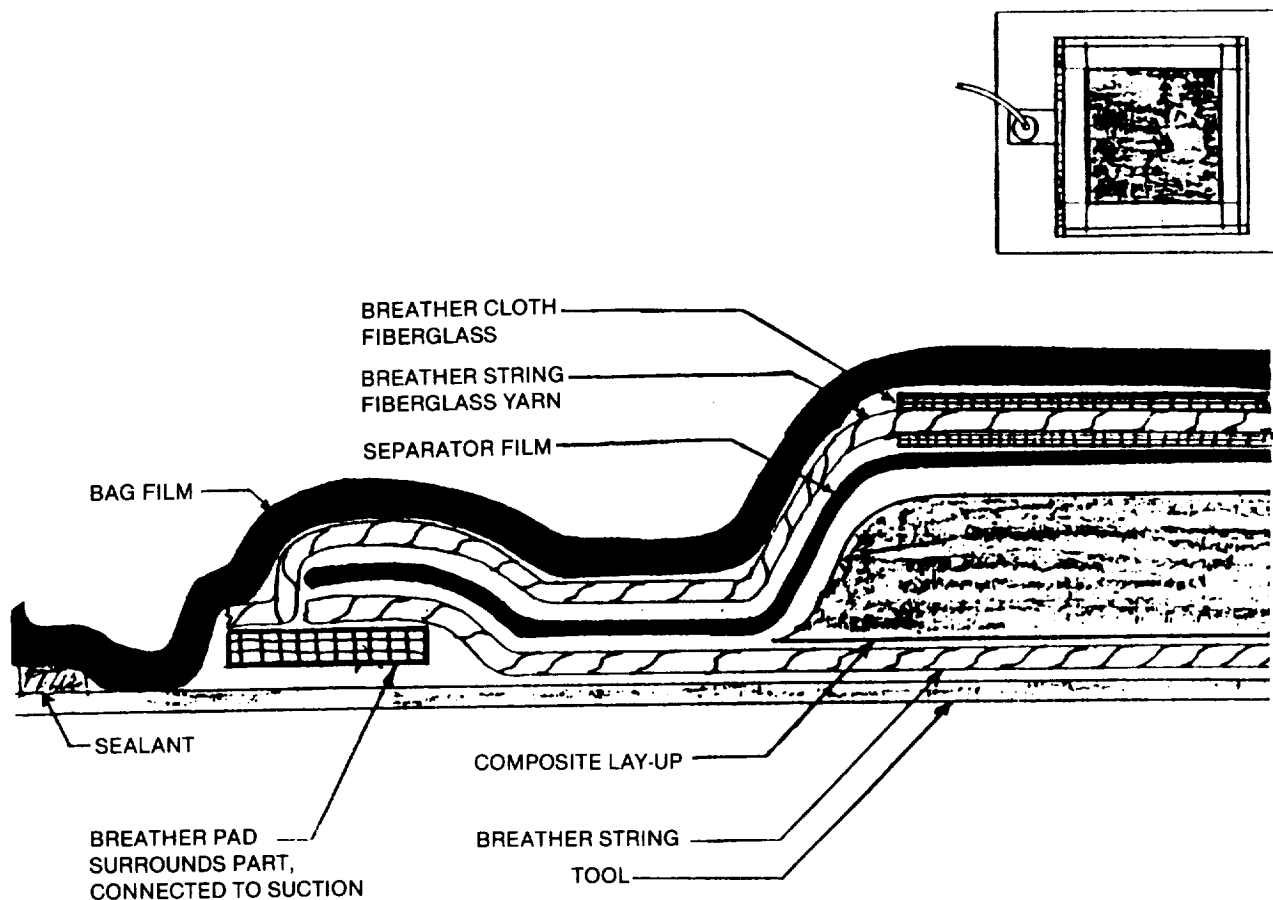 BREATHER CLOTH
FIBERGLASS
BREATHER STRING
FIBERGLASS YARN
SEPARATOR FILM
BAG FILM
SEALANT
COMPOSITE LAY-UP
BREATHER PAD
SURROUNDS PART,
CONNECTED TO SUCTION
BREATHER STRING
TOOL